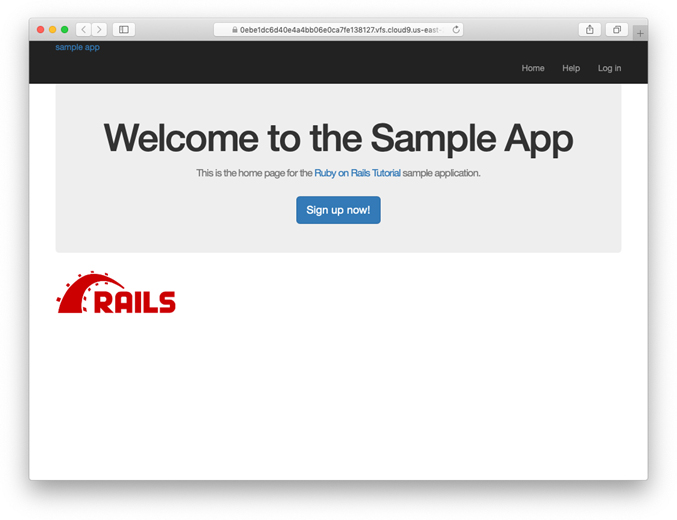 0ebe1dc6d40e4a4bb06e0ca7fe138127.vfs.cloud9.us-east-
sample app
Home Help Log in
Welcome to the Sample App
This is the home page for the Ruby on Rails Tutorial sample application.
Sign up now!
RAILS